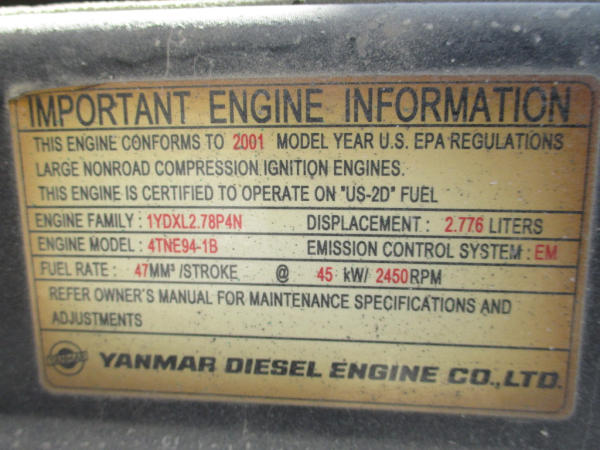 IMPORTANT ENGINE INFORMATION
THIS ENGINE CONFORMS TO 2001 MODEL YEAR U.S. EPA REGULATIONS
LARGE NONROAD COMPRESSION IGNITION ENGINES.
THIS ENGINE IS CERTIFIED TO OPERATE ON "US-2D" FUEL
ENGINE FAMILY : 1YDXL2.78P4N DISPLACEMENT : 2.776 LITERS
ENGINE MODEL : 4TNE94-1B EMISSION CONTROL SYSTEM : EM
FUEL RATE : 47MM³ /STROKE @ 45 kW/ 2450RPM
REFER OWNER'S MANUAL FOR MAINTENANCE SPECIFICATIONS AND
ADJUSTMENTS
YANMAR DIESEL ENGINE CO.,LTD.